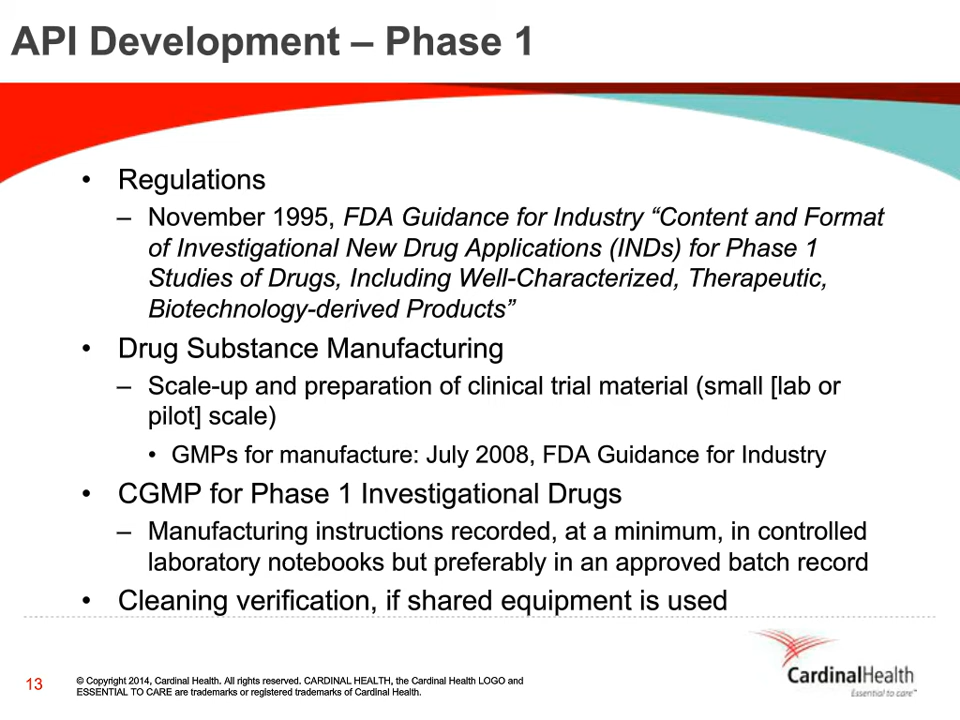 API Development – Phase 1
• Regulations
– November 1995, FDA Guidance for Industry “Content and Format
of Investigational New Drug Applications (INDs) for Phase 1
Studies of Drugs, Including Well-Characterized, Therapeutic,
Biotechnology-derived Products”
• Drug Substance Manufacturing
– Scale-up and preparation of clinical trial material (small [lab or
pilot] scale)
• GMPs for manufacture: July 2008, FDA Guidance for Industry
• CGMP for Phase 1 Investigational Drugs
– Manufacturing instructions recorded, at a minimum, in controlled
laboratory notebooks but preferably in an approved batch record
• Cleaning verification, if shared equipment is used
13
© Copyright 2014, Cardinal Health. All rights reserved. CARDINAL HEALTH, the Cardinal Health LOGO and
ESSENTIAL TO CARE are trademarks or registered trademarks of Cardinal Health.
CardinalHealth
Essential to care™